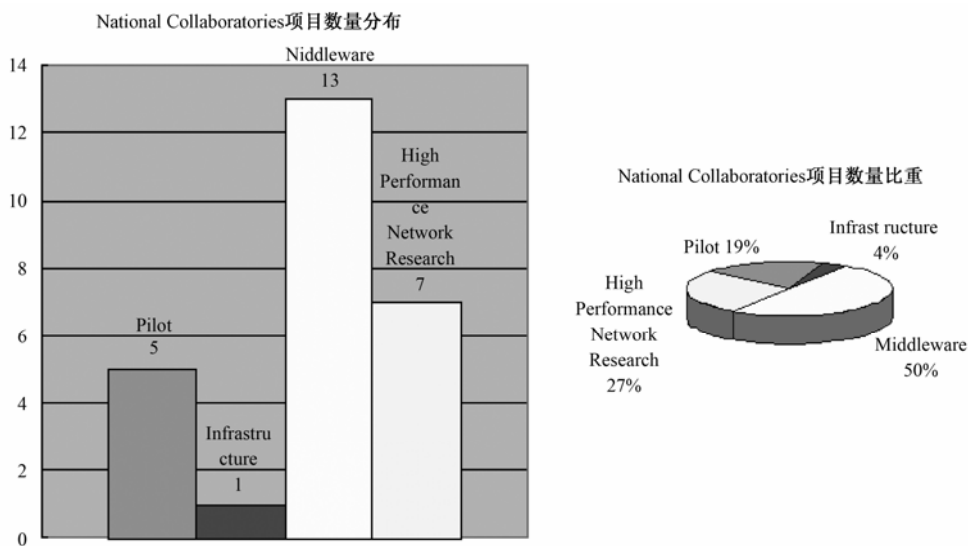 National Collaboratories项目数量分布
14
12
10
8
6
4
2
0
Pilot
5
Infrastru
cture
1
Niddleware
13
High
Performan
ce
Network
Research
7
National Collaboratories项目数量比重
Pilot 19%
Infrast ructure
4%
High
Performance
Network
Research
27%
Middleware
50%